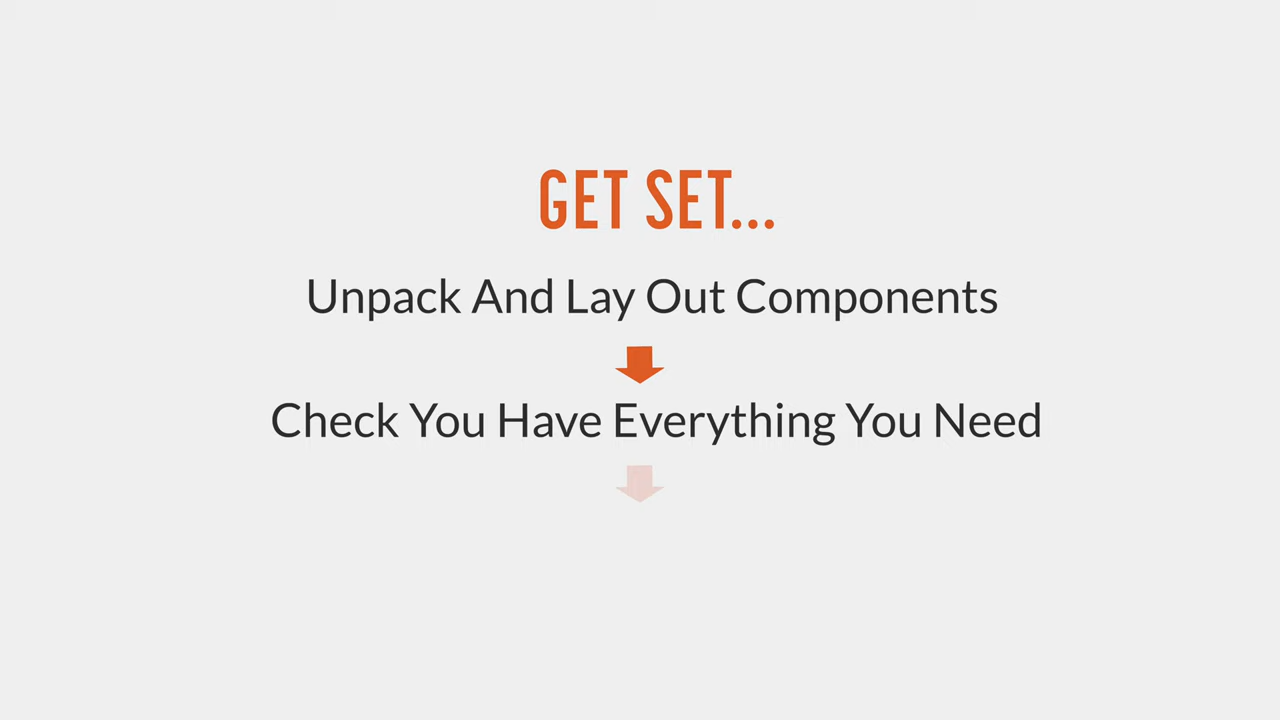 GET SET...
Unpack And Lay Out Components
Check You Have Everything You Need